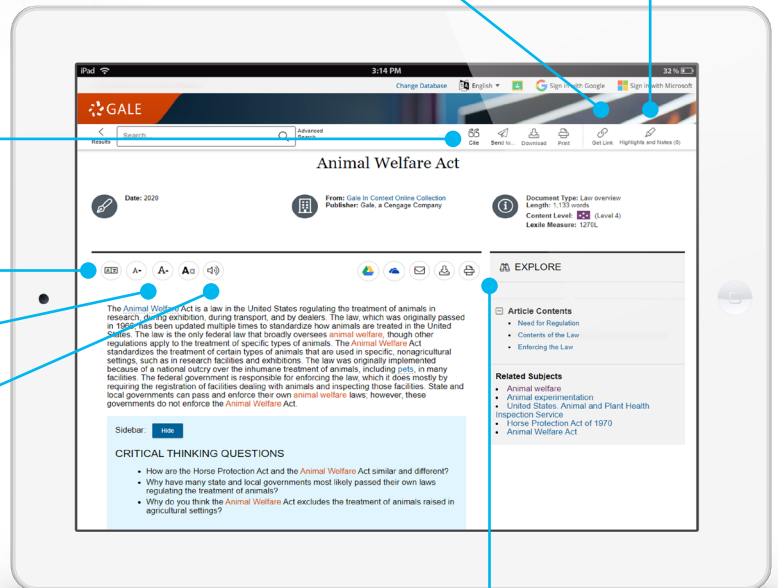 iPad 3:14 PM 32 %
Change Database English Sign in with Google Sign in with Microsoft
GALE
Results Search... Advanced Search Cite Send to... Download Print Get Link Highlights and Notes (0)
Animal Welfare Act
Date: 2020
From: Gale In Context Online Collection
Publisher: Gale, a Cengage Company
Document Type: Law overview
Length: 1,133 words
Content Level: (Level 4)
Lexile Measure: 1270L
A- A+ Aa
EXPLORE
Article Contents
• Need for Regulation
• Contents of the Law
• Enforcing the Law
Related Subjects
• Animal welfare
• Animal experimentation
• United States. Animal and Plant Health
Inspection Service
• Horse Protection Act of 1970
• Animal Welfare Act
The Animal Welfare Act is a law in the United States regulating the treatment of animals in
research, during exhibition, during transport, and by dealers. The law, which was originally passed
in 1966, has been updated multiple times to standardize how animals are treated in the United
States. The law is the only federal law that broadly oversees animal welfare, though other
regulations apply to the treatment of specific types of animals. The Animal Welfare Act
standardizes the treatment of certain types of animals that are used in specific, nonagricultural
settings, such as in research facilities and exhibitions. The law was originally implemented
because of a national outcry over the inhumane treatment of animals, including pets, in many
facilities. The federal government is responsible for enforcing the law, which it does mostly by
requiring the registration of facilities dealing with animals and inspecting those facilities. State and
local governments can pass and enforce their own animal welfare laws; however, these
governments do not enforce the Animal Welfare Act.
Sidebar: Hide
CRITICAL THINKING QUESTIONS
• How are the Horse Protection Act and the Animal Welfare Act similar and different?
• Why have many state and local governments most likely passed their own laws
regulating the treatment of animals?
• Why do you think the Animal Welfare Act excludes the treatment of animals raised in
agricultural settings?